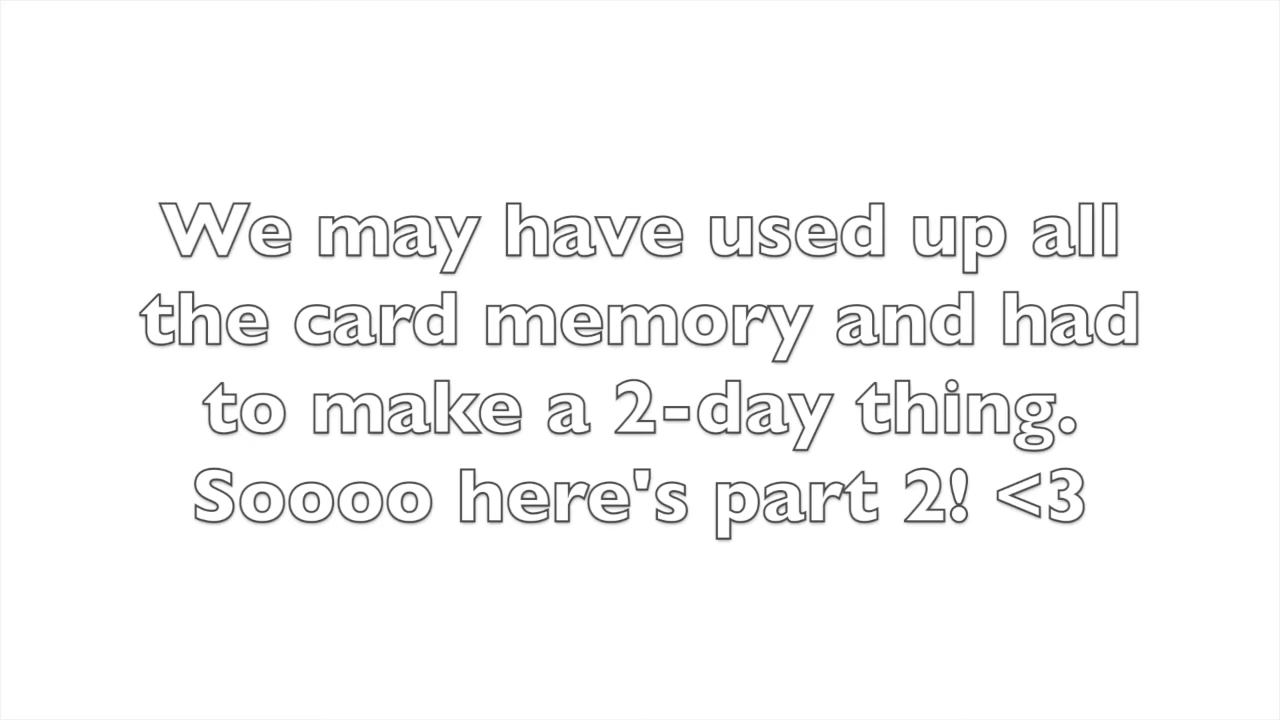 We may have used up all
the card memory and had
to make a 2-day thing.
Soooo here's part 2! <3